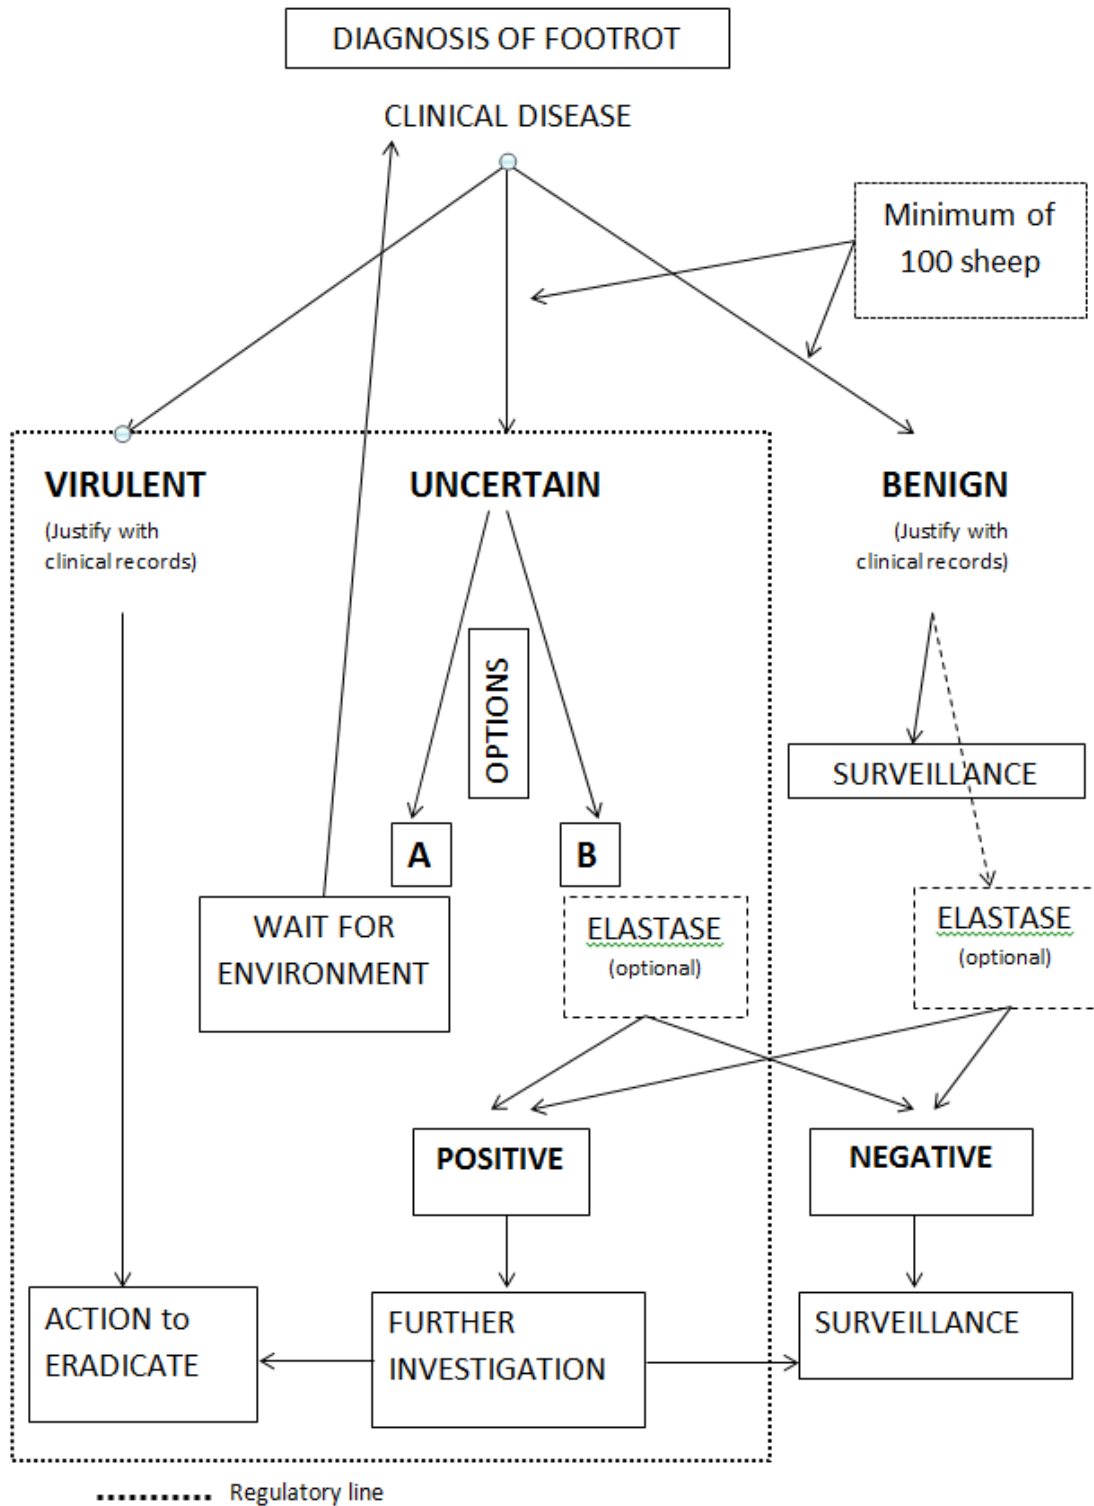 DIAGNOSIS OF FOOTROT
CLINICAL DISEASE
Minimum of
100 sheep
VIRULENT
(Justify with
clinical records)
UNCERTAIN
BENIGN
(Justify with
clinical records)
OPTIONS
SURVEILLANCE
A
B
WAIT FOR
ENVIRONMENT
ELASTASE
(optional)
ELASTASE
(optional)
POSITIVE
NEGATIVE
ACTION to
ERADICATE
FURTHER
INVESTIGATION
SURVEILLANCE
Regulatory line